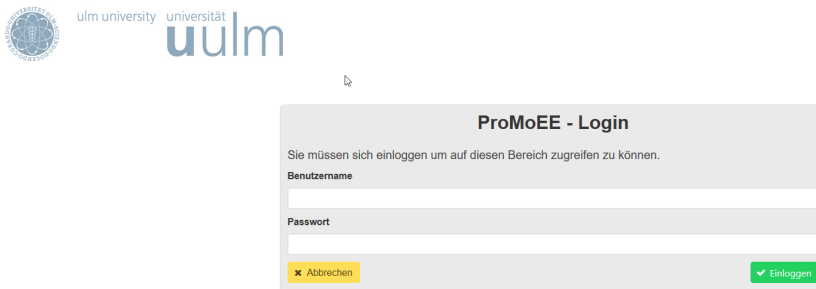 ulm university universität
uulm
ProMoEE - Login
Sie müssen sich einloggen um auf diesen Bereich zugreifen zu können.
Benutzername
Passwort
Abbrechen
Einloggen